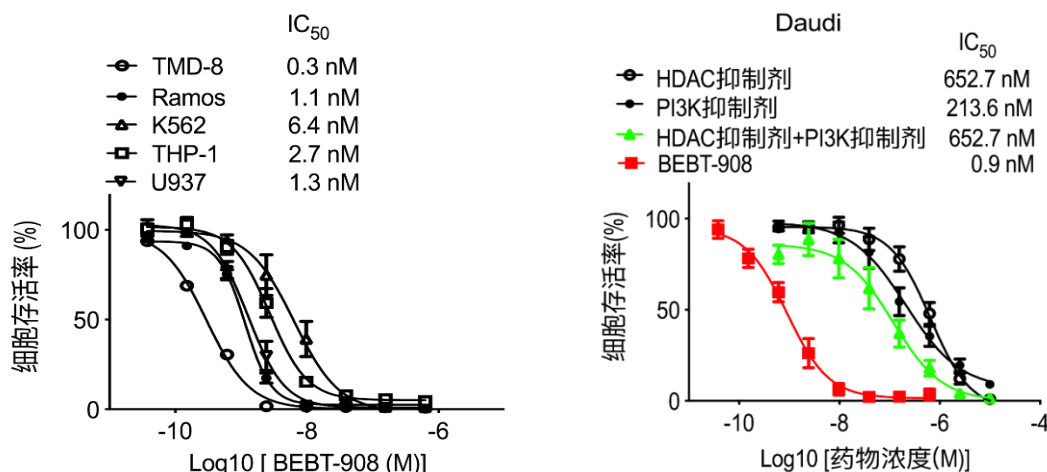 IC50
TMD-8 0.3 nM
Ramos 1.1 nM
K562 6.4 nM
THP-1 2.7 nM
U937 1.3 nM
细胞存活率(%)
100
50
0
-10 -8 -6
Log10 [ BEBT-908 (M)]
Daudi
IC50
HDAC抑制剂 652.7 nM
PI3K抑制剂 213.6 nM
HDAC抑制剂+PI3K抑制剂 652.7 nM
BEBT-908 0.9 nM
细胞存活率(%)
100
50
0
-10 -8 -6 -4
Log10 [药物浓度(M)]